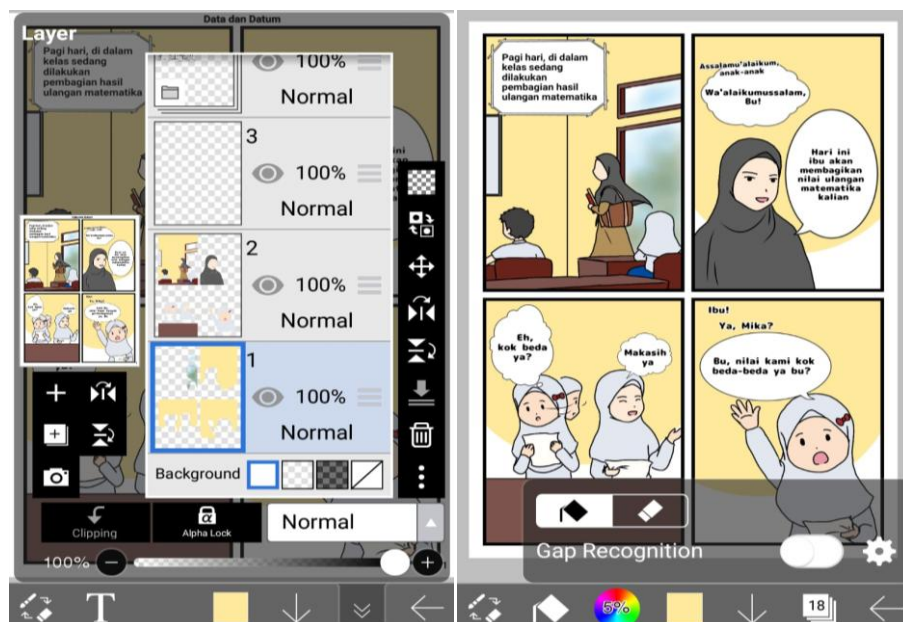 Data dan Datum
Layer
Pagi hari, di dalam
kelas sedang
dilakukan
pembagian hasil
ulangan matematika
100%
Normal
3
100%
Normal
2
100%
Normal
1
100%
Normal
Background
Clipping
α
Alpha Lock
Normal
100%
T
Pagi hari, di dalam
kelas sedang
dilakukan
pembagian hasil
ulangan matematika
Assalamu'alaikum,
anak-anak
Wa'alaikumussalam,
Bu!
Hari ini
ibu akan
membagikan
nilai ulangan
matematika
kalian
Eh,
kok beda
ya?
Makasih
ya
Ibu!
Ya, Mika?
Bu, nilai kami kok
beda-beda ya bu?
Gap Recognition
5%
18